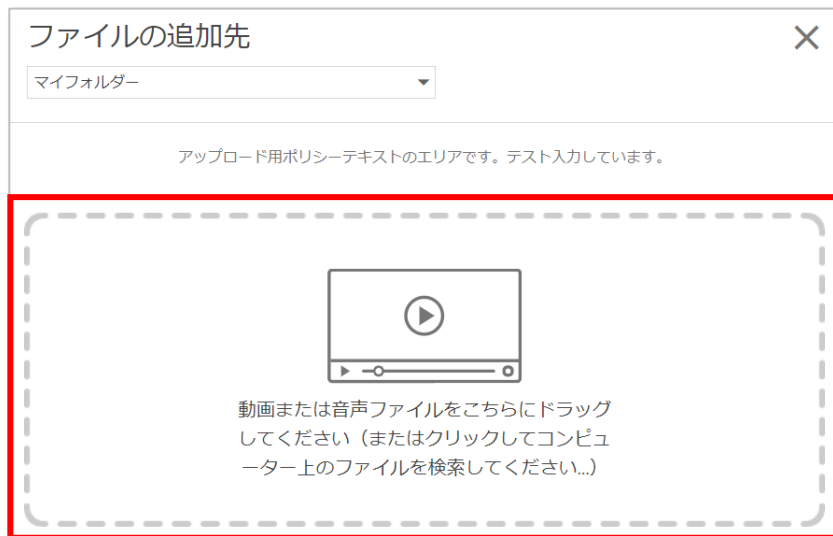 ファイルの追加先
マイフォルダー
アップロード用ポリシーテキストのエリアです。テスト入力しています。
動画または音声ファイルをこちらにドラッグ
してください（またはクリックしてコンピュ
ーター上のファイルを検索してください...）